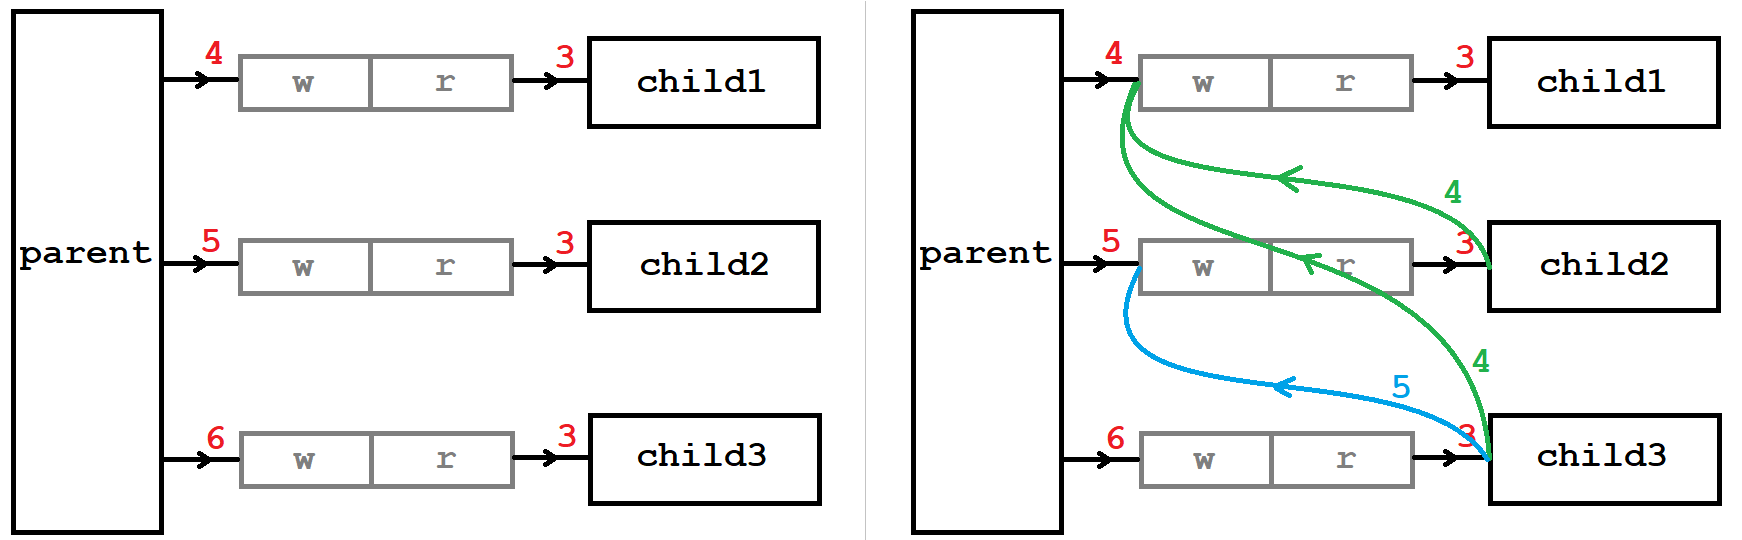 4 3
w r child1
parent
5 3
w r child2
6 3
w r child3
4 3
w r child1
4
parent
5 3
w r child2
4
5
6 3
w r child3